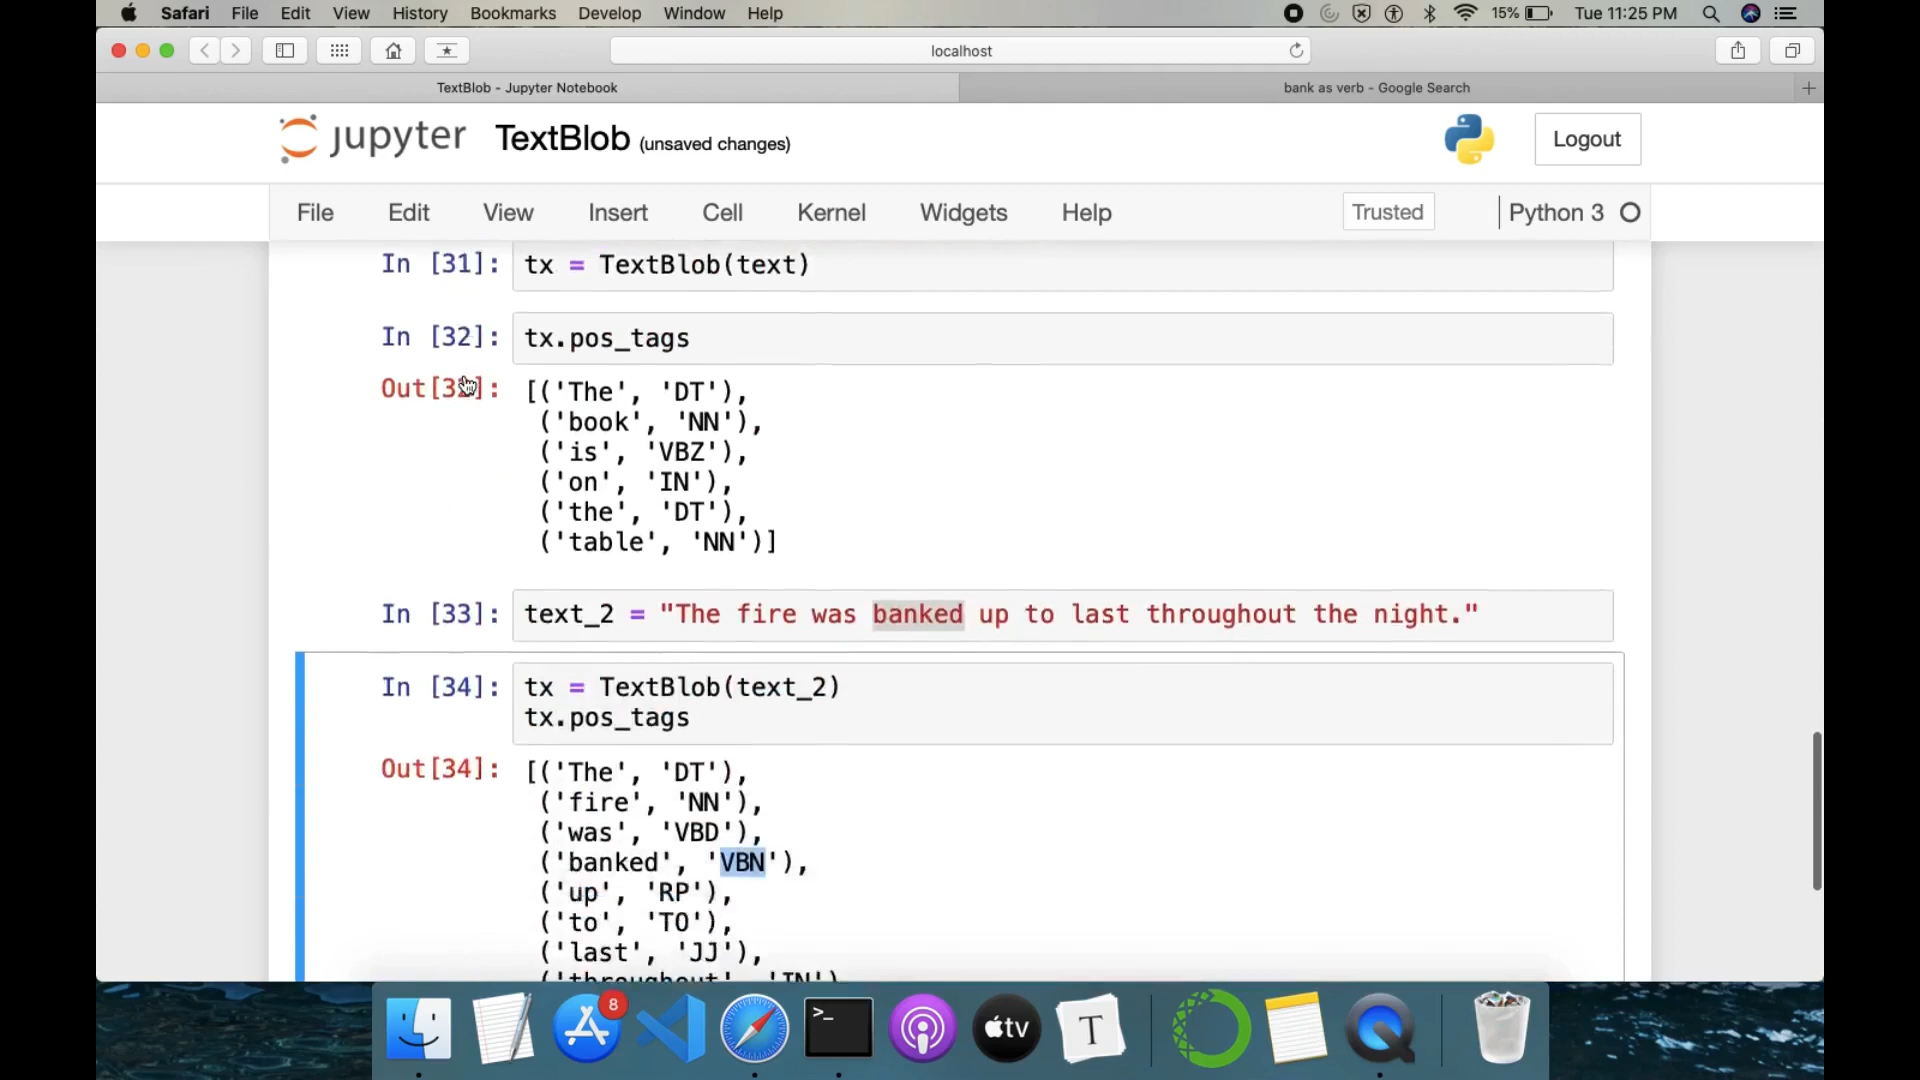 Safari File Edit View History Bookmarks Develop Window Help 15% Tue 11:25 PM
localhost
TextBlob - Jupyter Notebook bank as verb - Google Search
jupyter TextBlob (unsaved changes) Logout
File Edit View Insert Cell Kernel Widgets Help Trusted Python 3
In [31]: tx = TextBlob(text)
In [32]: tx.pos_tags
Out[32]: [('The', 'DT'),
('book', 'NN'),
('is', 'VBZ'),
('on', 'IN'),
('the', 'DT'),
('table', 'NN')]
In [33]: text_2 = "The fire was banked up to last throughout the night."
In [34]: tx = TextBlob(text_2)
tx.pos_tags
Out[34]: [('The', 'DT'),
('fire', 'NN'),
('was', 'VBD'),
('banked', 'VBN'),
('up', 'RP'),
('to', 'TO'),
('last', 'JJ'),
('throughout', 'IN')
8
>_
tv
T